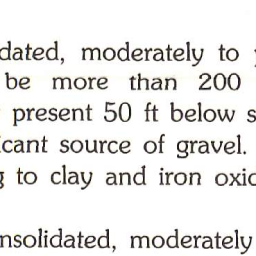 dated, moderately to
be more than 200
present 50 ft below s
cant source of gravel.
to clay and iron oxid
nsolidated, moderately